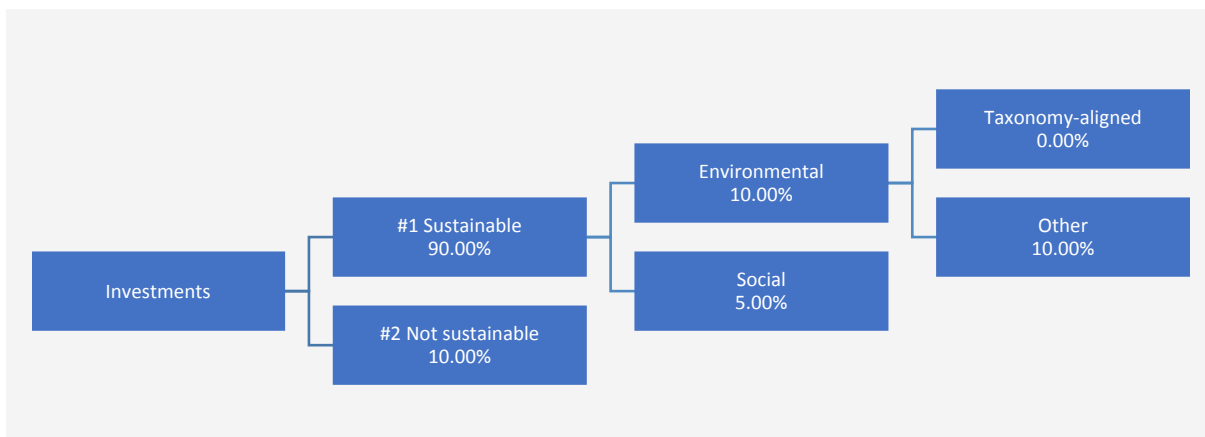 Investments
#1 Sustainable
90.00%
#2 Not sustainable
10.00%
Environmental
10.00%
Social
5.00%
Taxonomy-aligned
0.00%
Other
10.00%